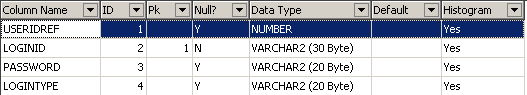 Column Name ID Pk Null? Data Type Default Histogram
USERIDREF 1 Y NUMBER Yes
LOGINID 2 1 N VARCHAR2 (30 Byte) Yes
PASSWORD 3 Y VARCHAR2 (20 Byte) Yes
LOGINTYPE 4 Y VARCHAR2 (20 Byte) Yes